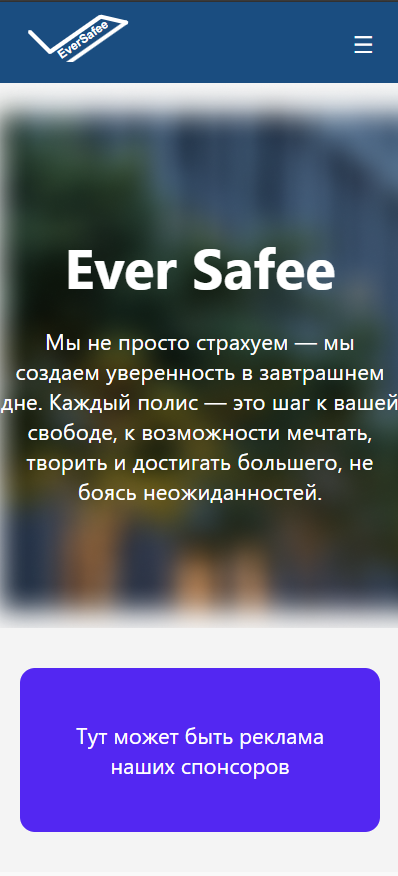 EverSafee
☰
Ever Safee
Мы не просто страхуем — мы
создаем уверенность в завтрашнем
дне. Каждый полис — это шаг к вашей
свободе, к возможности мечтать,
творить и достигать большего, не
боясь неожиданностей.
Тут может быть реклама
наших спонсоров